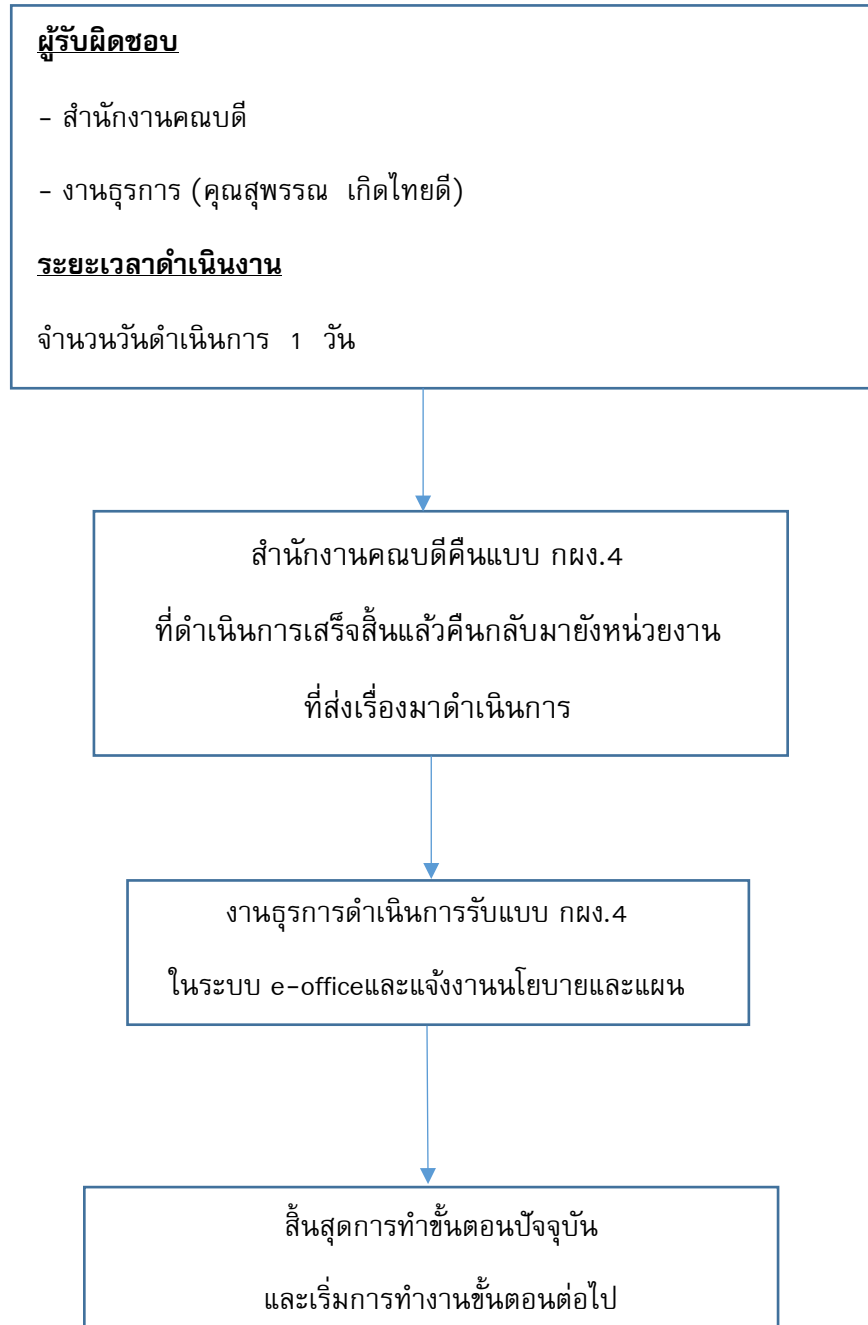 ผู้รับผิดชอบ
- สำนักงานคณบดี
- งานธุรการ (คุณสุพรรณ เกิดไทยดี)
ระยะเวลาดำเนินงาน
จำนวนวันดำเนินการ 1 วัน
สำนักงานคณบดีคืนแบบ กผง.4
ที่ดำเนินการเสร็จสิ้นแล้วคืนกลับมายังหน่วยงาน
ที่ส่งเรื่องมาดำเนินการ
งานธุรการดำเนินการรับแบบ กผง.4
ในระบบ e-officeและแจ้งงานนโยบายและแผน
สิ้นสุดการทำขั้นตอนปัจจุบัน
และเริ่มการทำงานขั้นตอนต่อไป